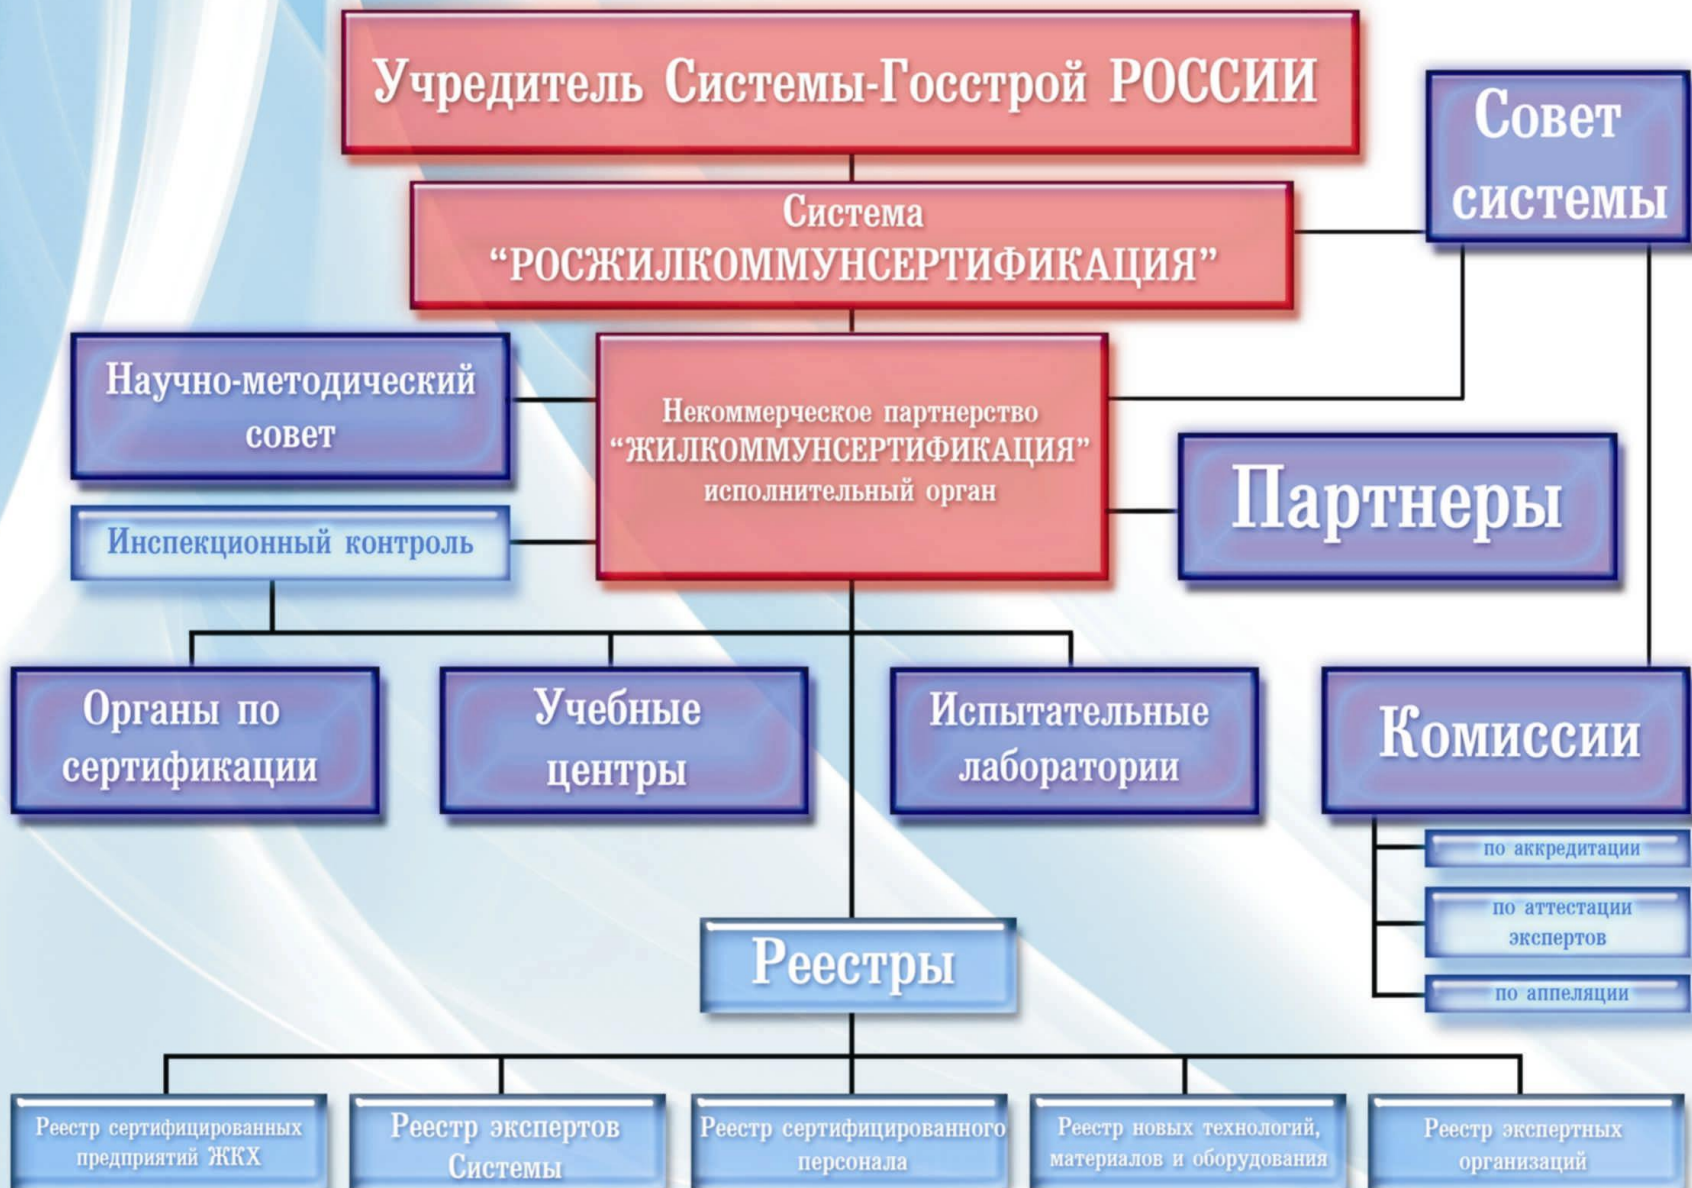 Учредитель Системы-Госстрой РОССИИ
Совет
системы
Система
“РОСЖИЛКОММУНСЕРТИФИКАЦИЯ”
Научно-методический
совет
Некоммерческое партнерство
“ЖИЛКОММУНСЕРТИФИКАЦИЯ”
исполнительный орган
Партнеры
Инспекционный контроль
Органы по
сертификации
Учебные
центры
Испытательные
лаборатории
Комиссии
по аккредитации
по аттестации
экспертов
по аппеляции
Реестры
Реестр сертифицированных
предприятий ЖКХ
Реестр экспертов
Системы
Реестр сертифицированного
персонала
Реестр новых технологий,
материалов и оборудования
Реестр экспертных
организаций